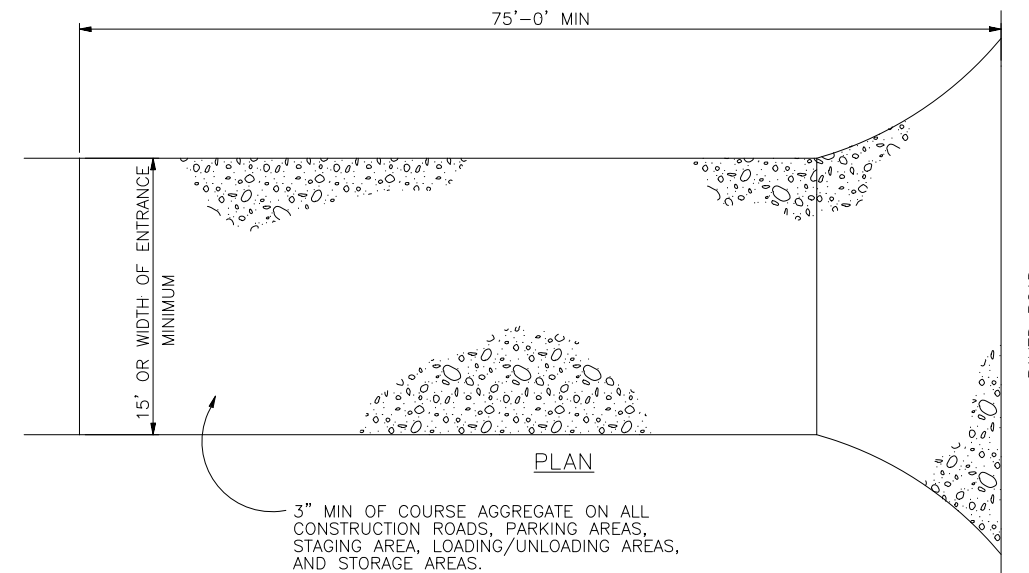 75'-0' MIN
15' OR WIDTH OF ENTRANCE
MINIMUM
PLAN
3" MIN OF COURSE AGGREGATE ON ALL
CONSTRUCTION ROADS, PARKING AREAS,
STAGING AREA, LOADING/UNLOADING AREAS,
AND STORAGE AREAS.